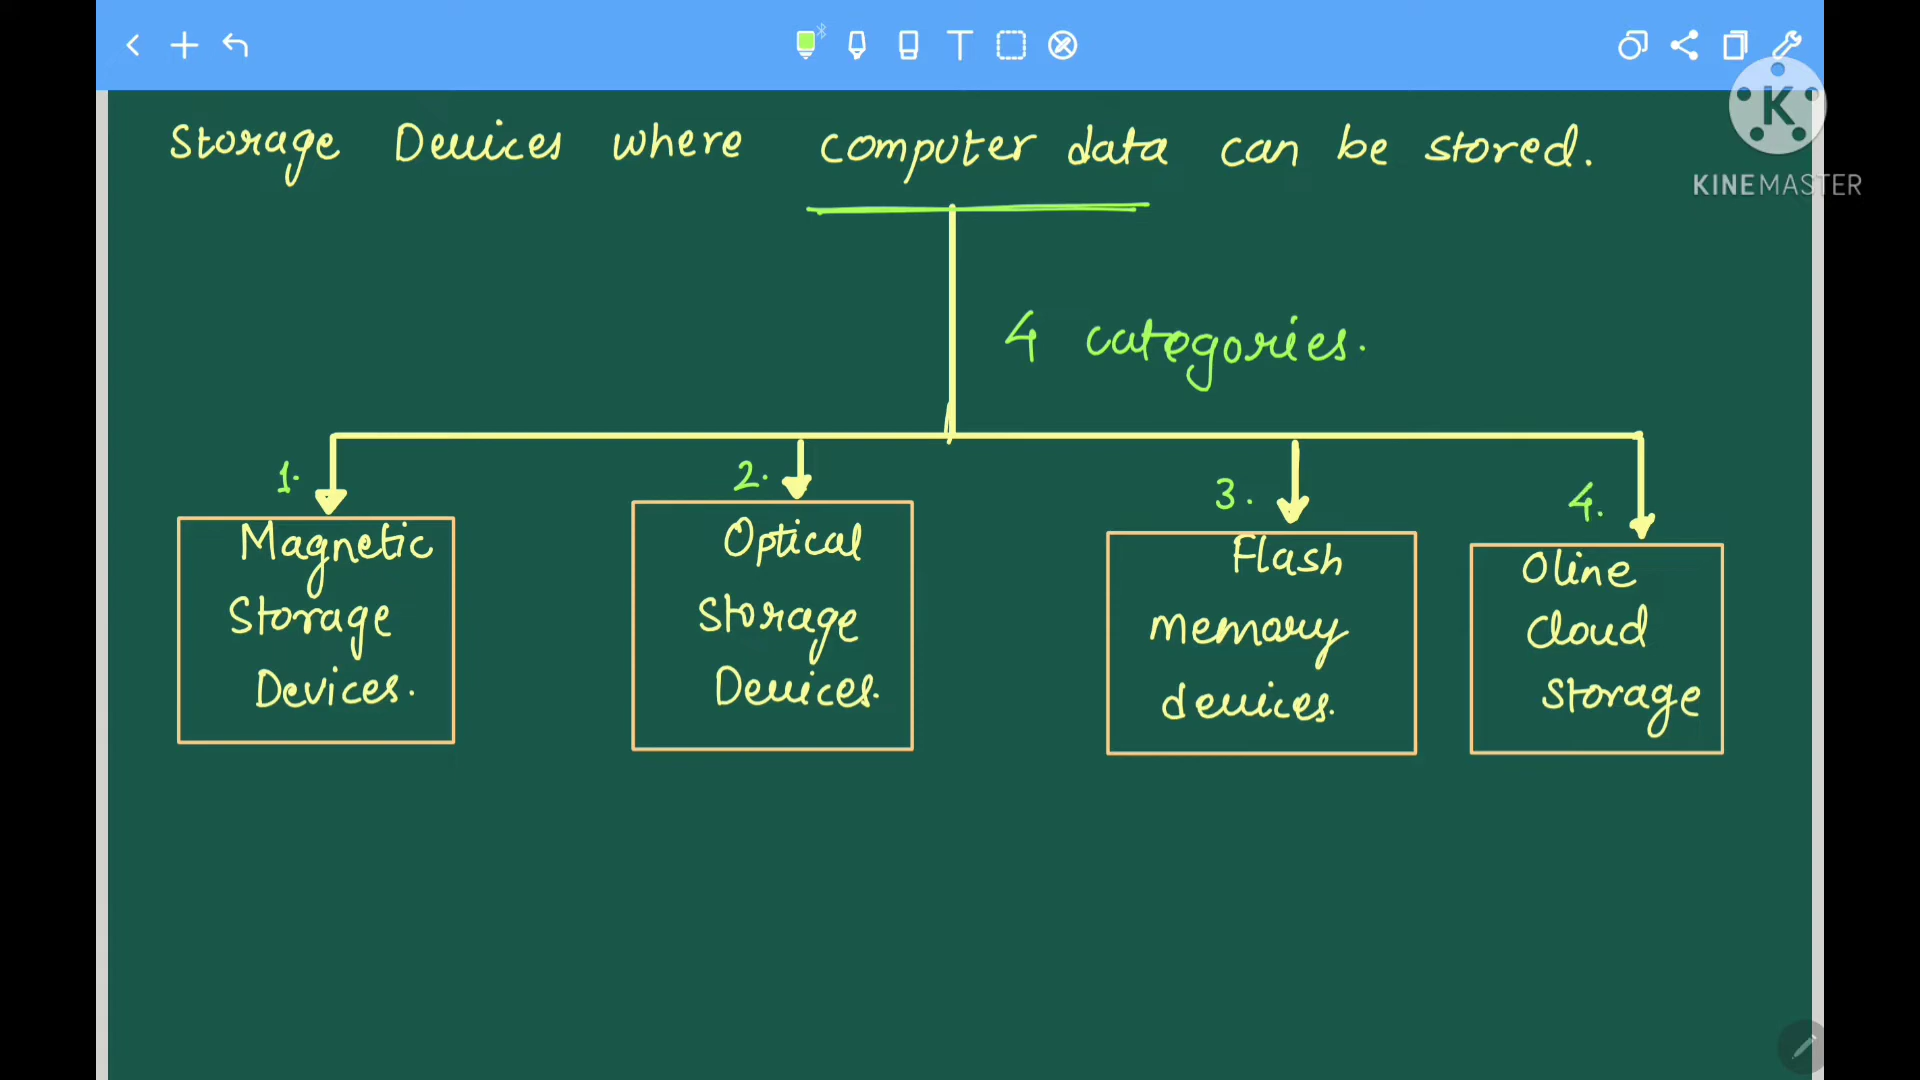 Storage Devices where computer data can be stored.
KINEMASTER
4 categories.
1.
Magnetic
Storage
Devices.
2.
Optical
Storage
Devices.
3.
Flash
memory
devices.
4.
Oline
Cloud
Storage